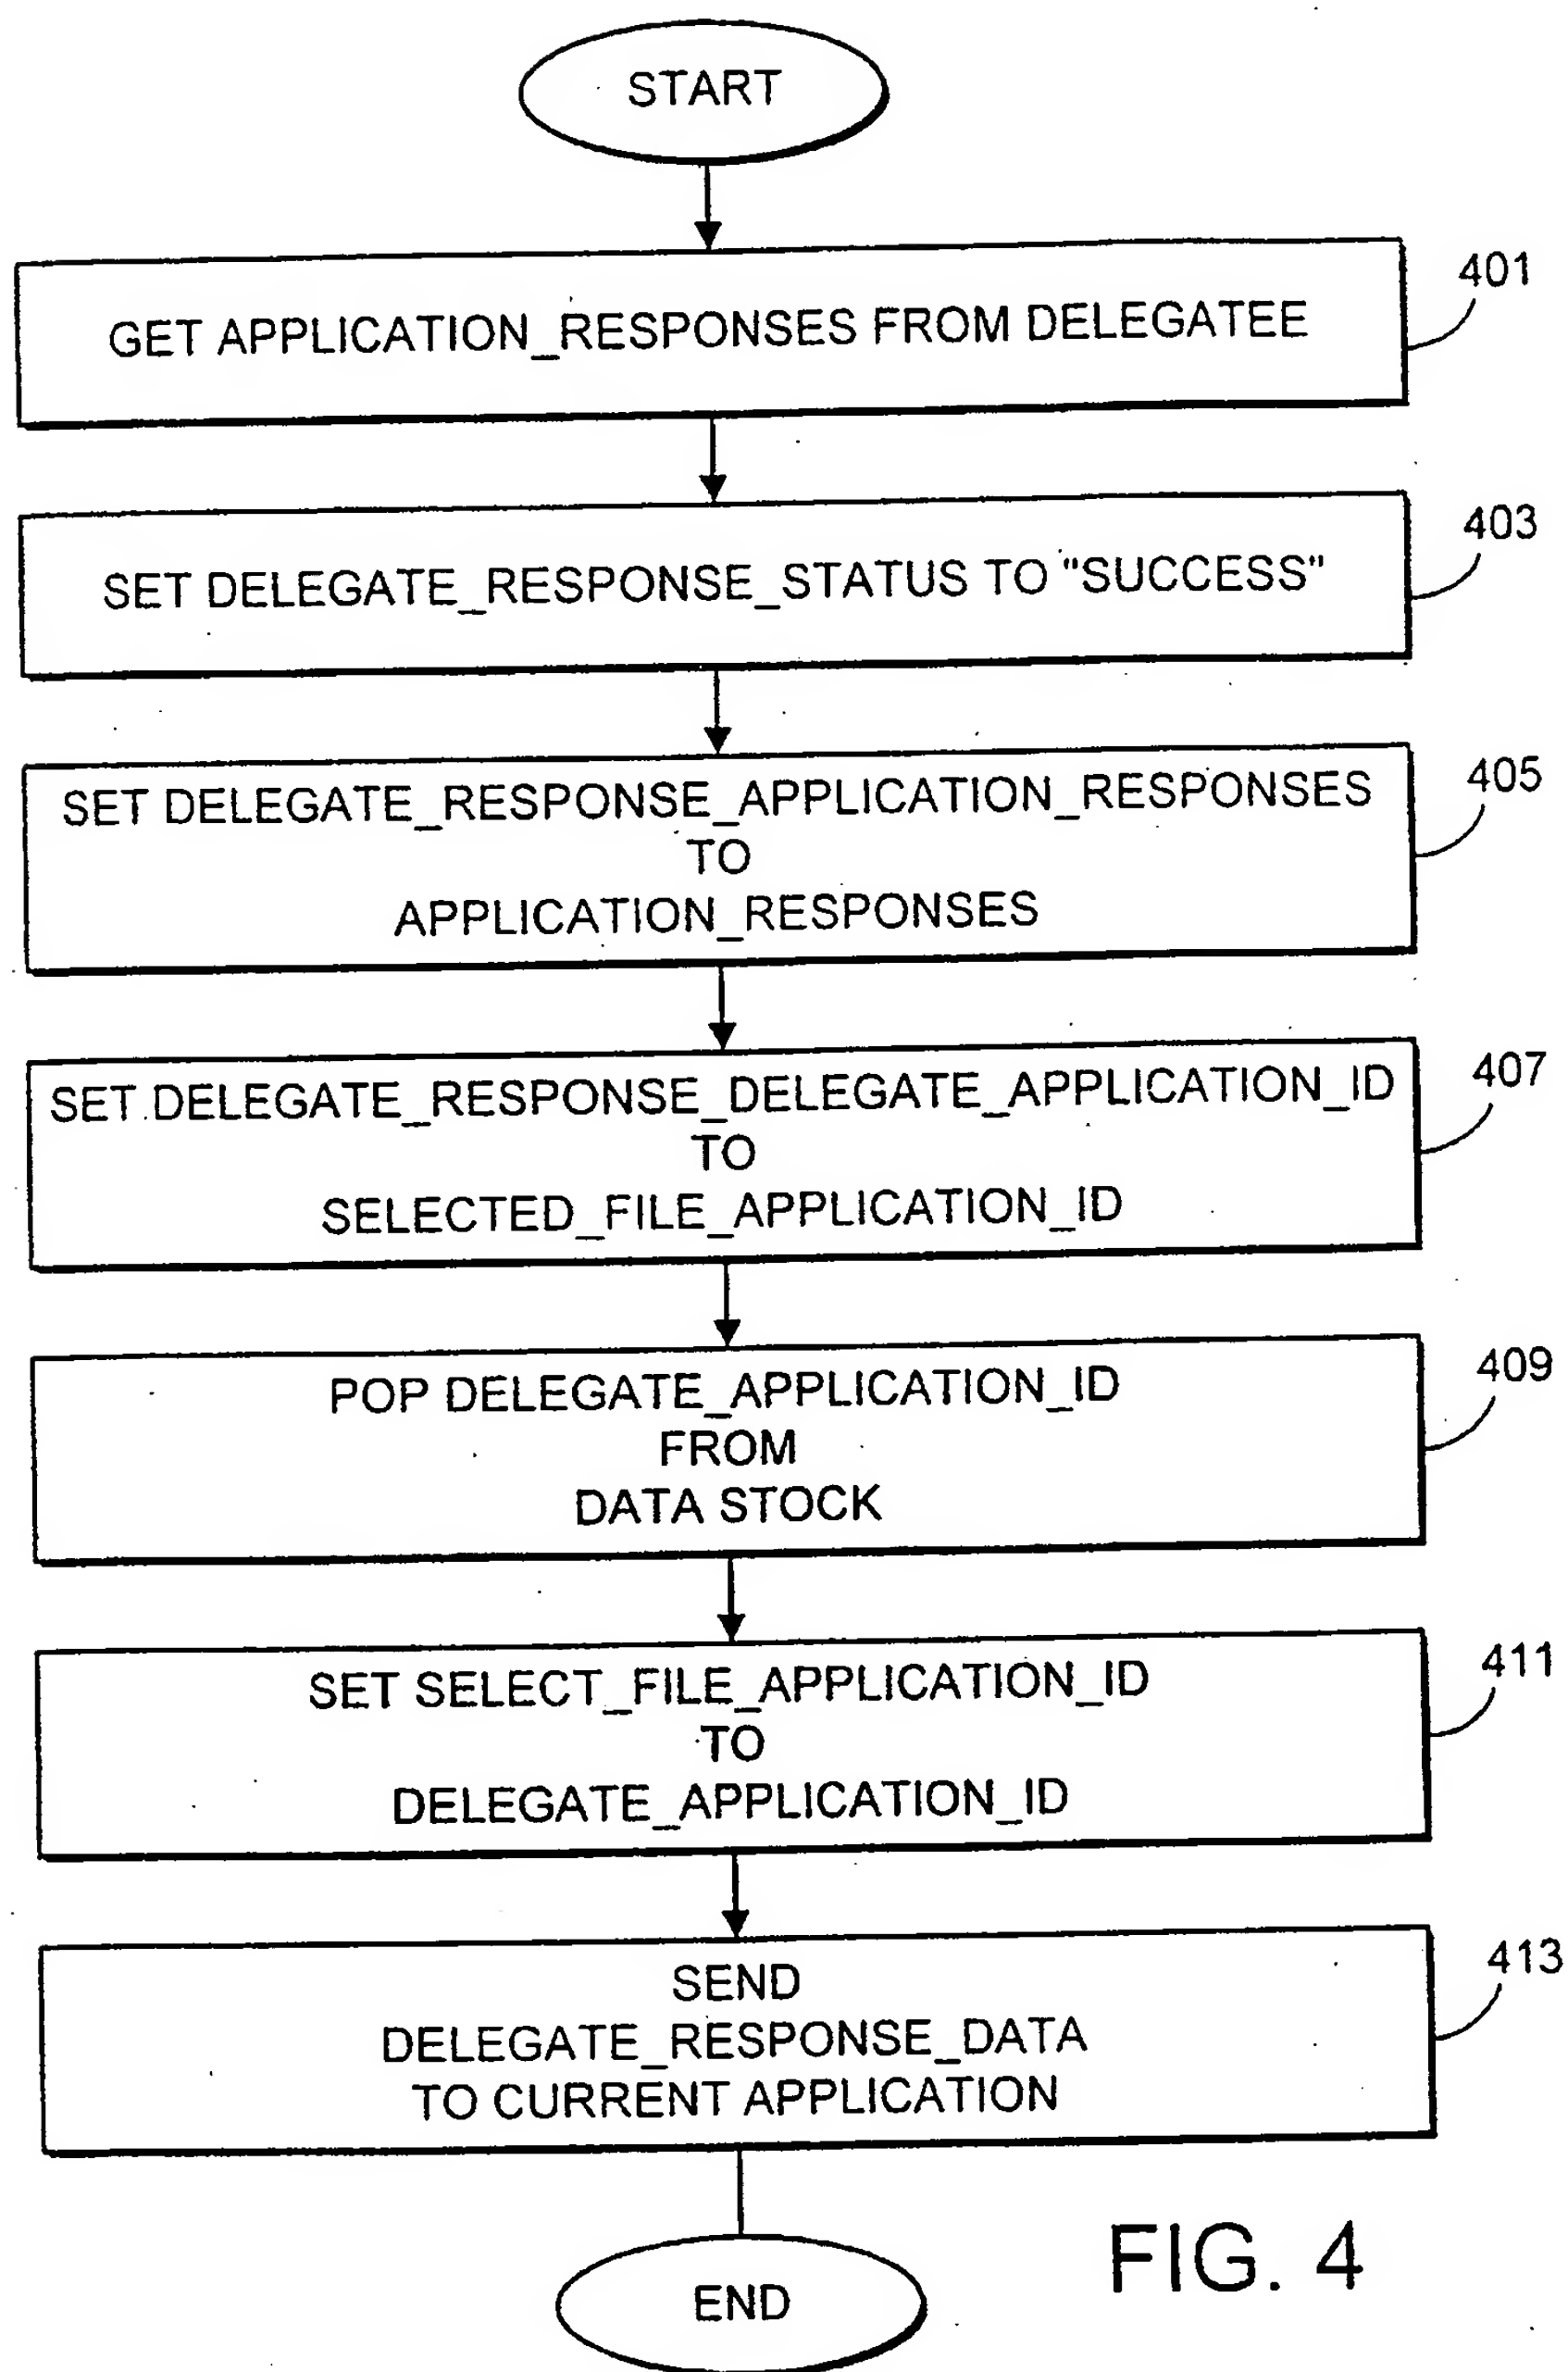 START
401
GET APPLICATION_RESPONSES FROM DELEGATEE
403
SET DELEGATE_RESPONSE_STATUS TO "SUCCESS"
405
SET DELEGATE_RESPONSE_APPLICATION_RESPONSES
TO
APPLICATION_RESPONSES
407
SET DELEGATE_RESPONSE_DELEGATE_APPLICATION_ID
TO
SELECTED_FILE_APPLICATION_ID
409
POP DELEGATE_APPLICATION_ID
FROM
DATA STOCK
411
SET SELECT_FILE_APPLICATION_ID
TO
DELEGATE_APPLICATION_ID
413
SEND
DELEGATE_RESPONSE_DATA
TO CURRENT APPLICATION
FIG. 4
END